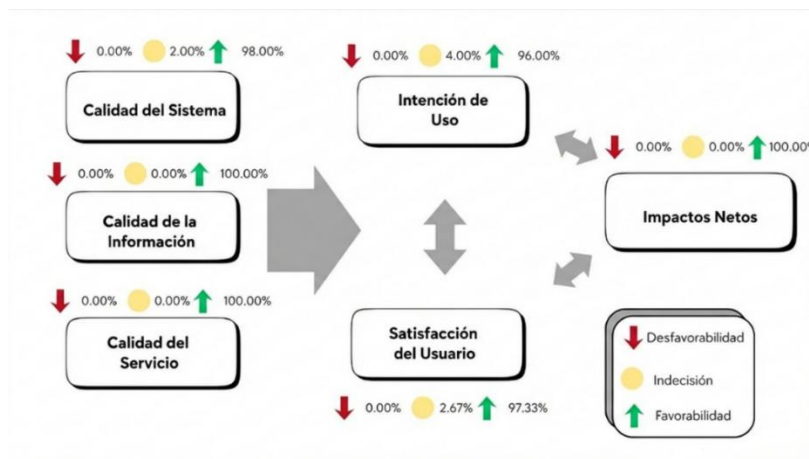 0.00% 2.00% 98.00%
Calidad del Sistema
0.00% 0.00% 100.00%
Calidad de la
Información
0.00% 0.00% 100.00%
Calidad del
Servicio
0.00% 4.00% 96.00%
Intención de
Uso
Satisfacción
del Usuario
0.00% 2.67% 97.33%
0.00% 0.00% 100.00%
Impactos Netos
Desfavorabilidad
Indecisión
Favorabilidad